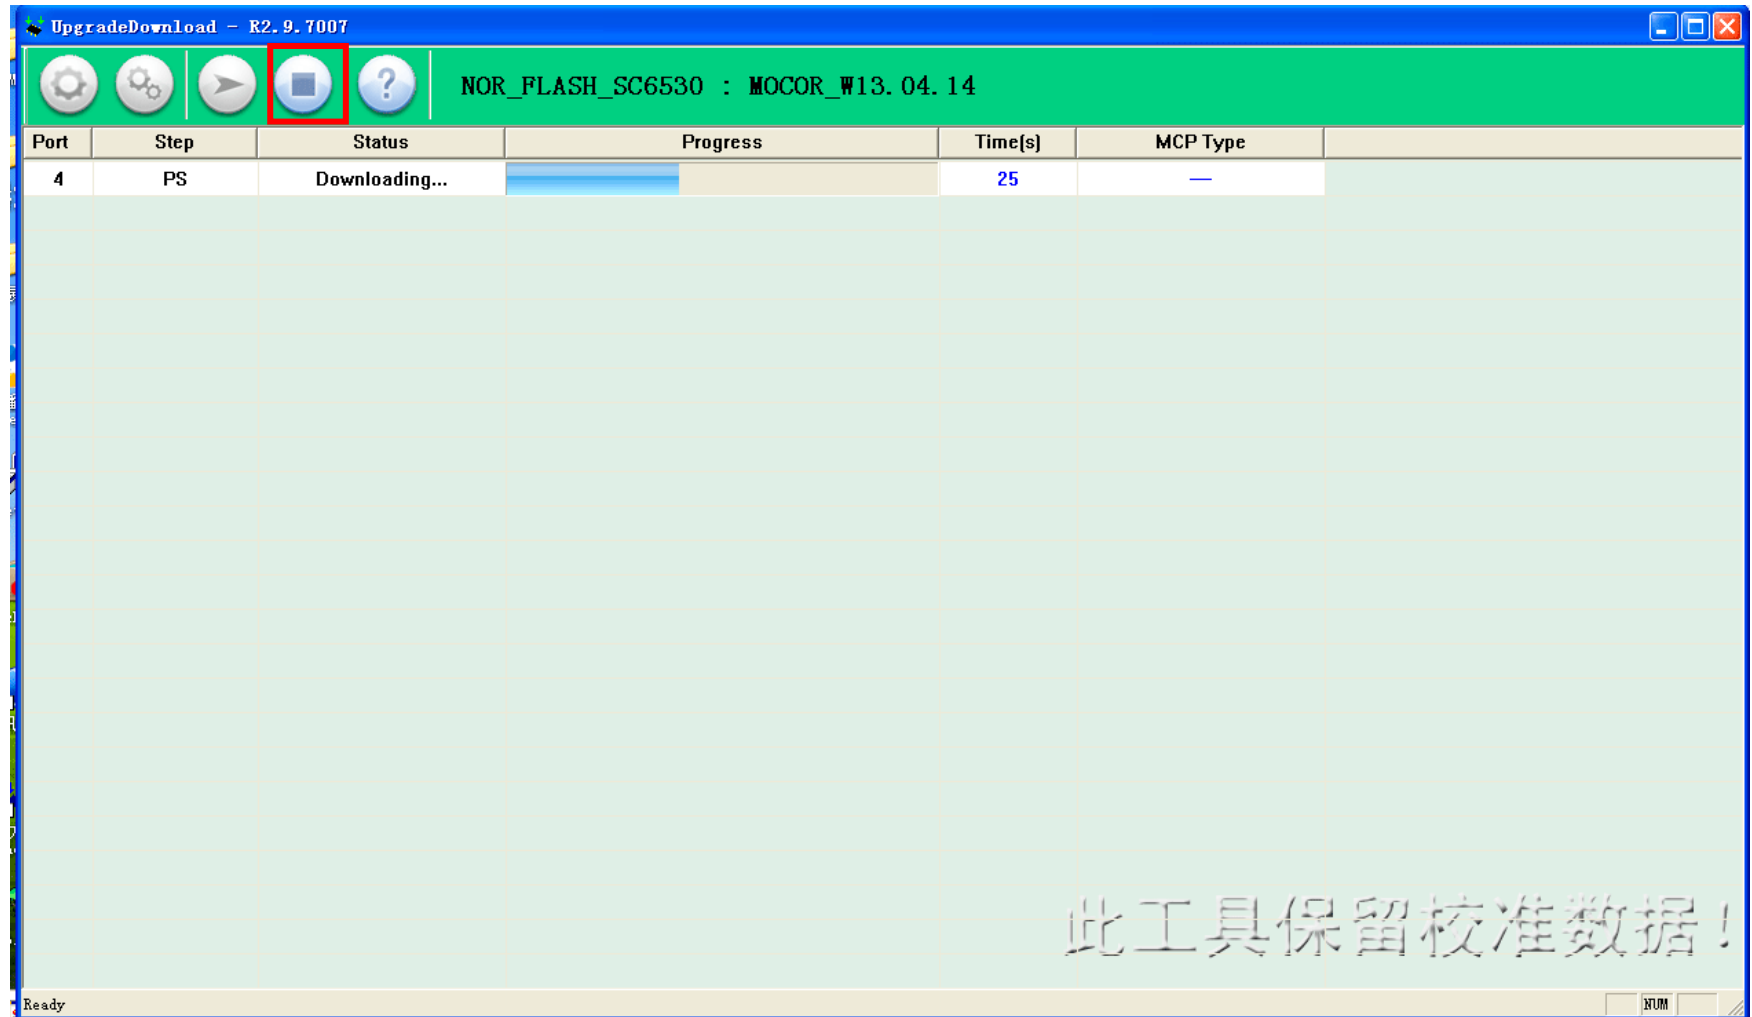 UpgradeDownload - R2.9.7007
NOR_FLASH_SC6530 : MOCOR_W13.04.14
Port Step Status Progress Time(s) MCP Type
4 PS Downloading... 25 —
此工具保留校准数据!
Ready NUM